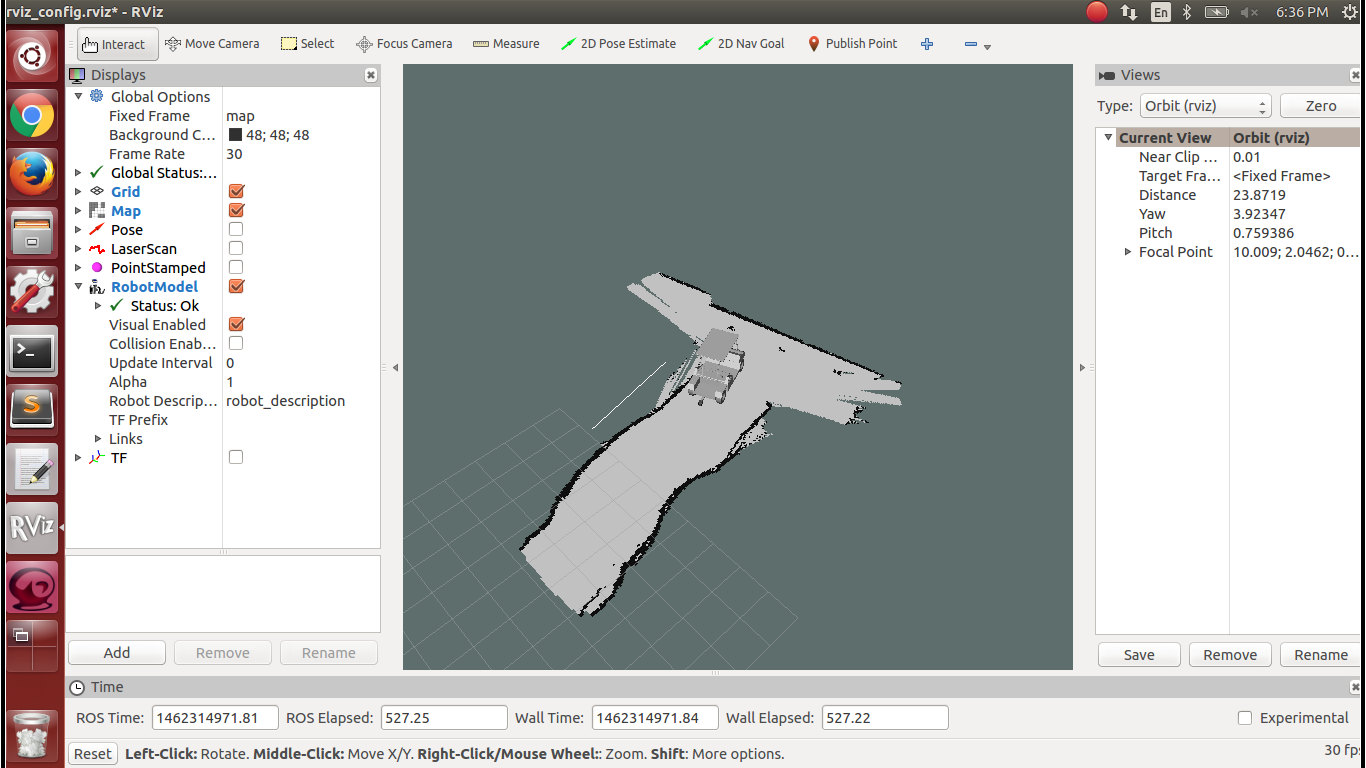 rviz_config.rviz* - RViz
En
6:36 PM
Interact
Move Camera
Select
Focus Camera
Measure
2D Pose Estimate
2D Nav Goal
Publish Point
Displays
Global Options
Fixed Frame map
Background C... 48; 48; 48
Frame Rate 30
Global Status:...
Grid
Map
Pose
LaserScan
PointStamped
RobotModel
Status: Ok
Visual Enabled
Collision Enab...
Update Interval 0
Alpha 1
Robot Descrip... robot_description
TF Prefix
Links
TF
Add
Remove
Rename
Views
Type: Orbit (rviz) Zero
Current View Orbit (rviz)
Near Clip ... 0.01
Target Fra... <Fixed Frame>
Distance 23.8719
Yaw 3.92347
Pitch 0.759386
Focal Point 10.009; 2.0462; 0...
Save
Remove
Rename
RViz
Time
ROS Time: 1462314971.81 ROS Elapsed: 527.25 Wall Time: 1462314971.84 Wall Elapsed: 527.22 Experimental
Reset Left-Click: Rotate. Middle-Click: Move X/Y. Right-Click/Mouse Wheel:: Zoom. Shift: More options. 30 fps